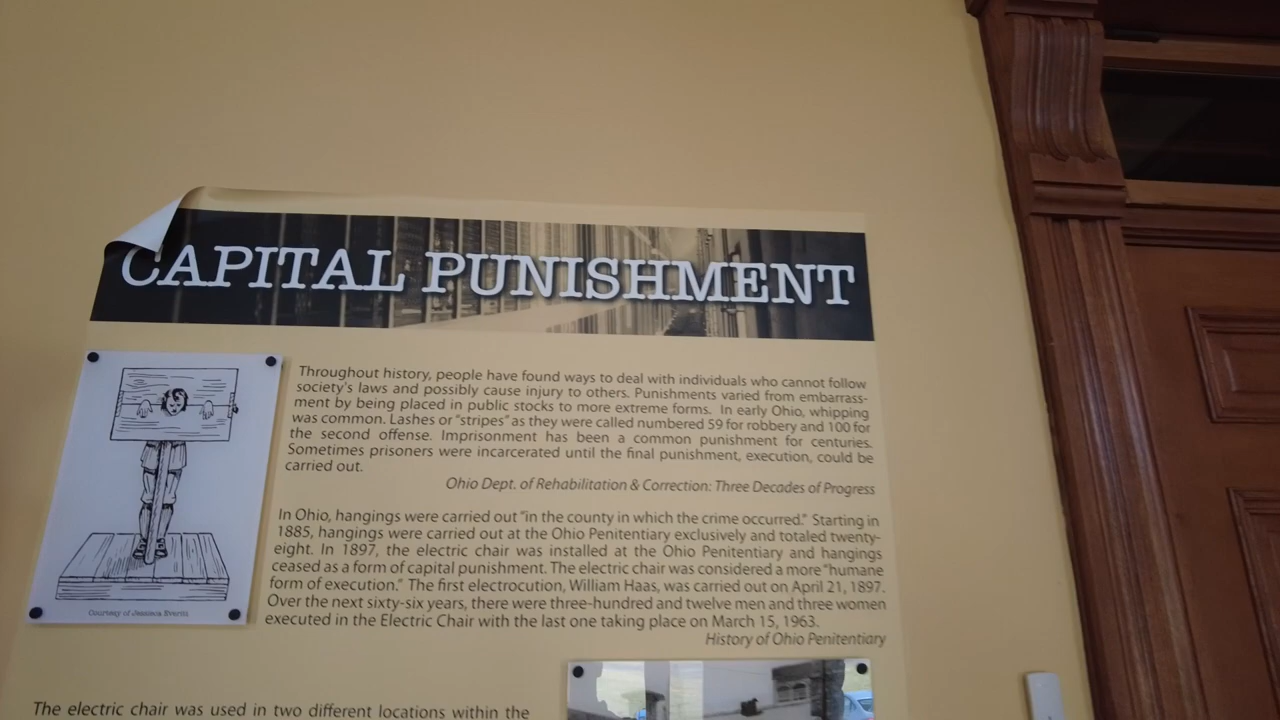 CAPITAL PUNISHMENT
Throughout history, people have found ways to deal with individuals who cannot follow
society's laws and possibly cause injury to others. Punishments varied from embarrass-
ment by being placed in public stocks to more extreme forms. In early Ohio, whipping
was common. Lashes or "stripes" as they were called numbered 59 for robbery and 100 for
the second offense. Imprisonment has been a common punishment for centuries.
Sometimes prisoners were incarcerated until the final punishment, execution, could be
carried out.
Ohio Dept. of Rehabilitation & Correction: Three Decades of Progress
In Ohio, hangings were carried out "in the county in which the crime occurred." Starting in
1885, hangings were carried out at the Ohio Penitentiary exclusively and totaled twenty-
eight. In 1897, the electric chair was installed at the Ohio Penitentiary and hangings
ceased as a form of capital punishment. The electric chair was considered a more "humane
form of execution." The first electrocution, William Haas, was carried out on April 21, 1897.
Over the next sixty-six years, there were three-hundred and twelve men and three women
executed in the Electric Chair with the last one taking place on March 15, 1963.
History of Ohio Penitentiary
Courtesy of Jessieca Everitt
The electric chair was used in two different locations within the